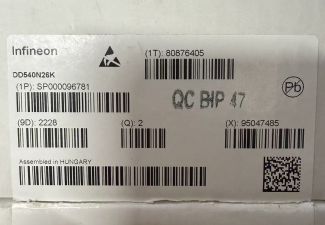 Infineon
(1T): 80876405
DD540N26K
(1P): SP000096781
QC BIP 47
Pb
(9D): 2228
(Q): 2
(X): 95047485
Assembled in HUNGARY